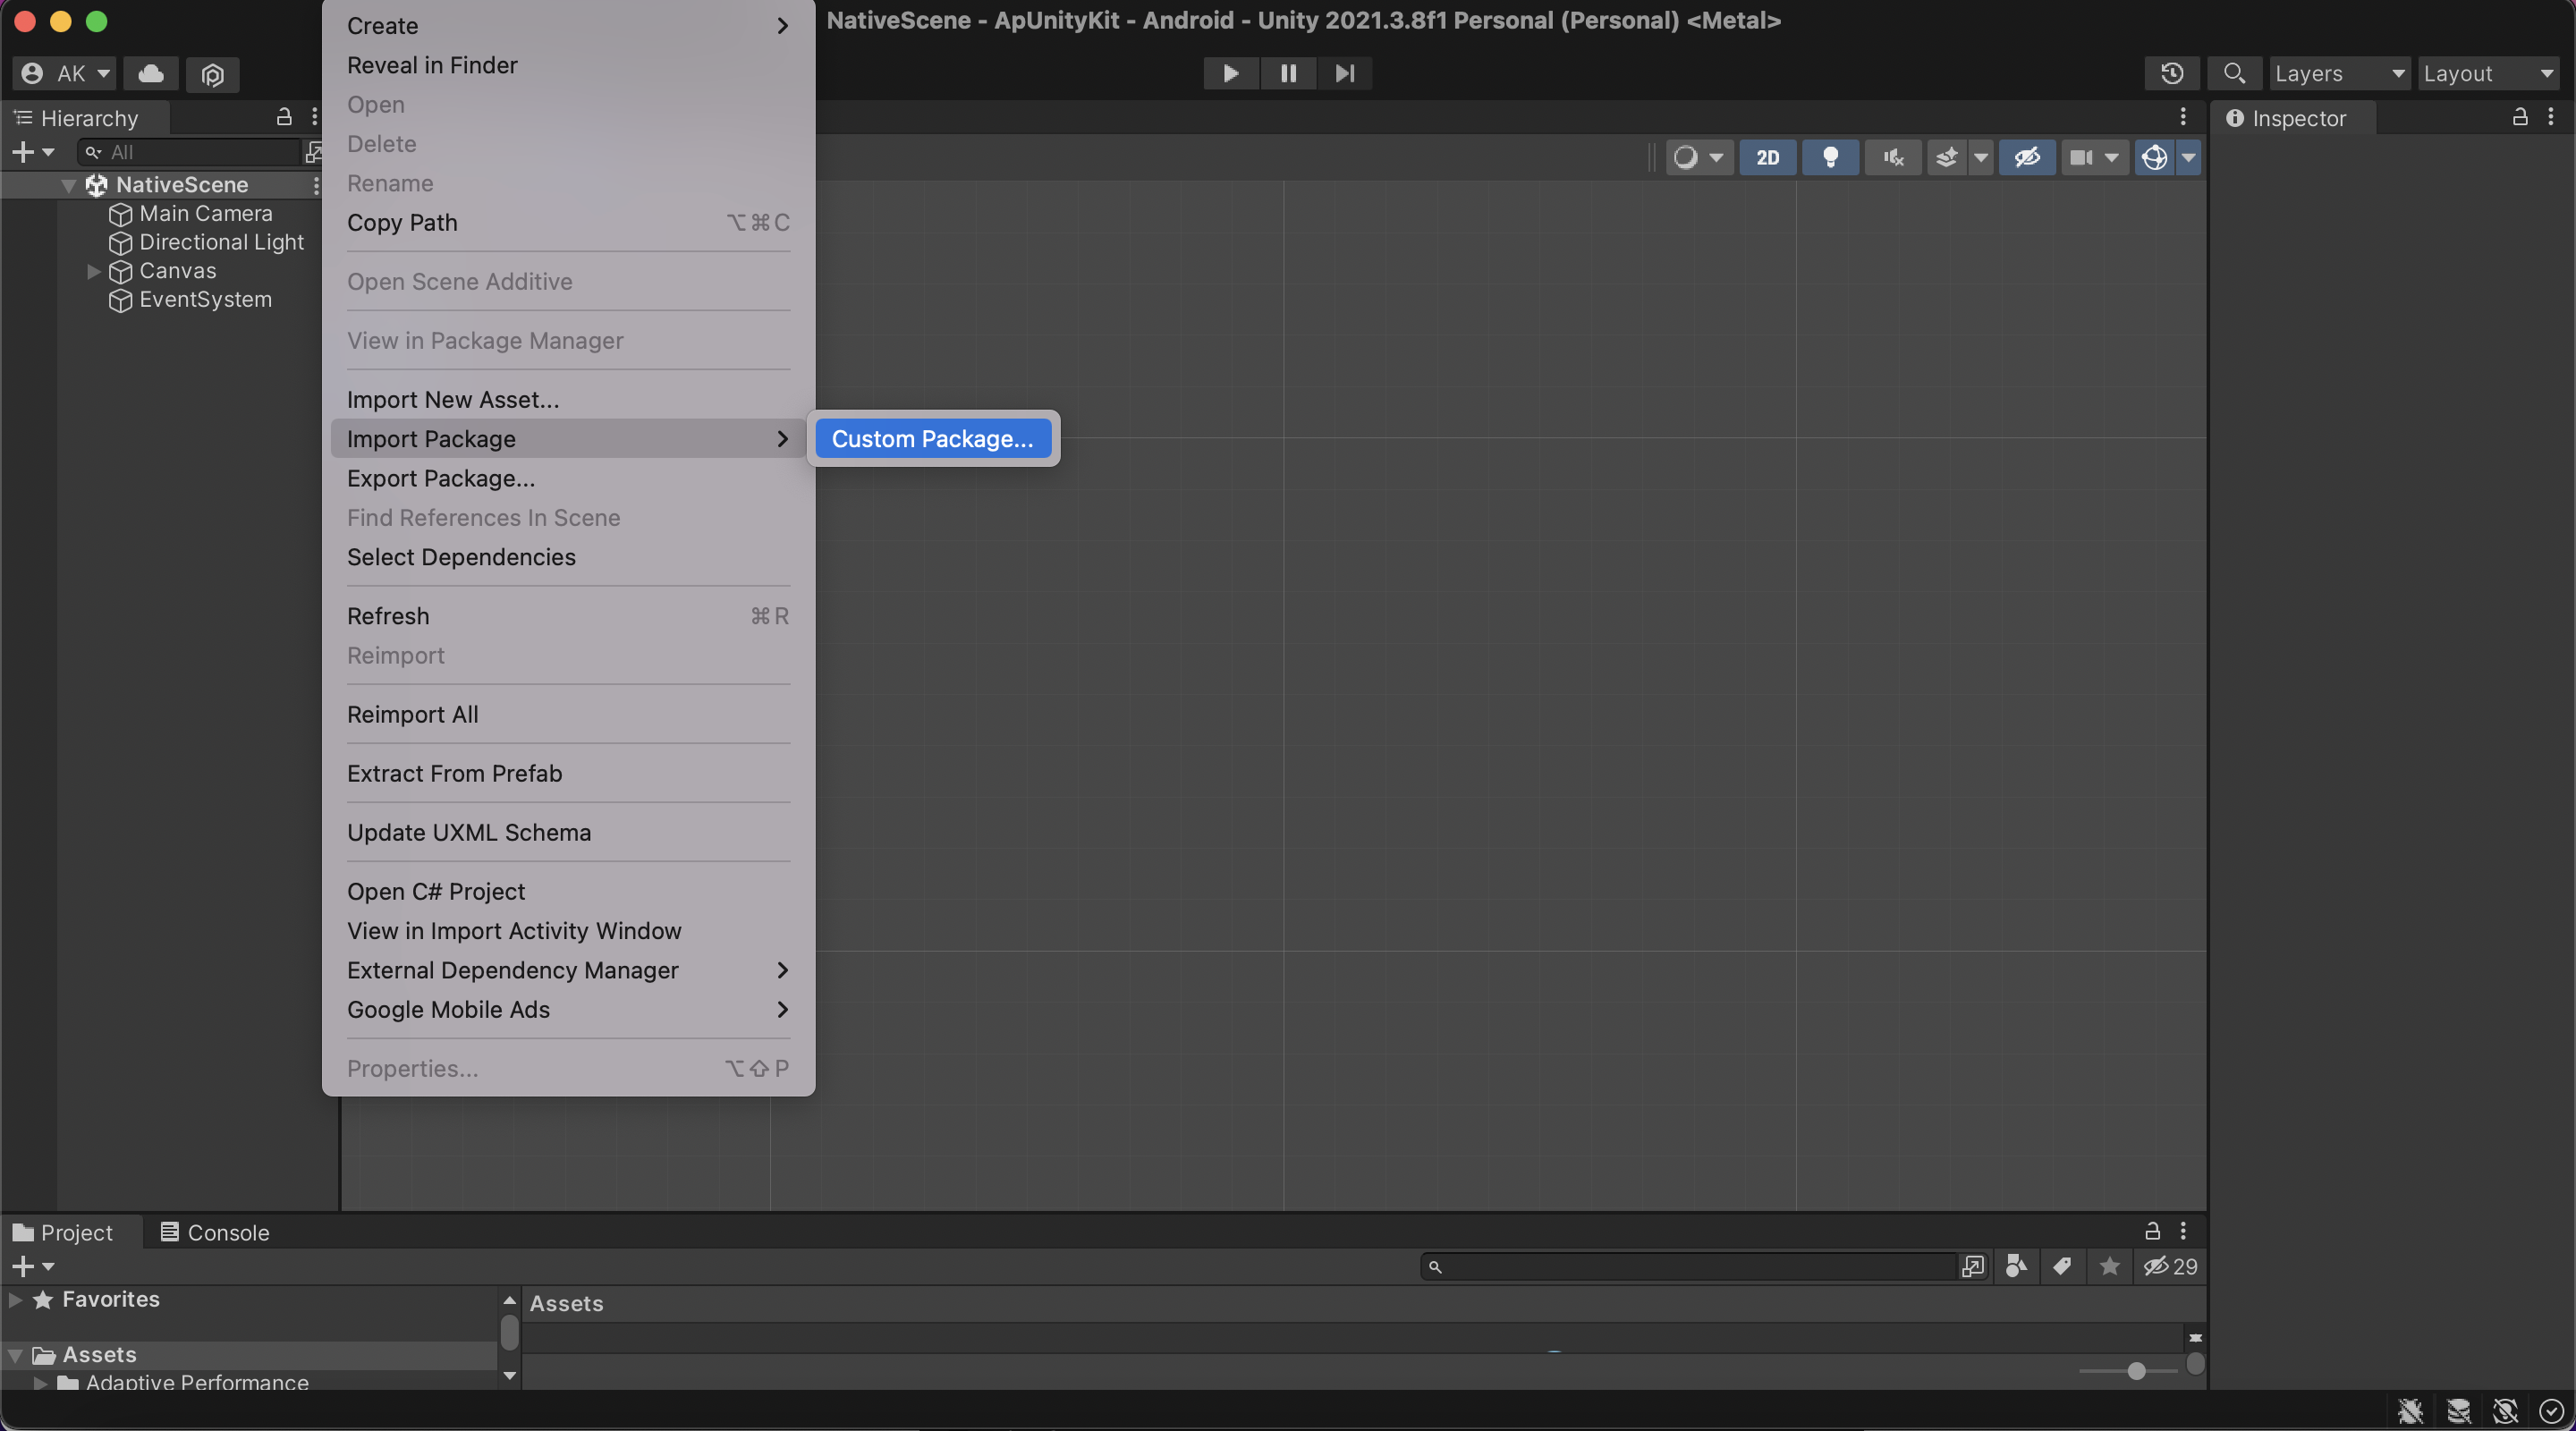 NativeScene - ApUnityKit - Android - Unity 2021.3.8f1 Personal (Personal) <Metal>
AK
Layers
Layout
Hierarchy
All
NativeScene
Main Camera
Directional Light
Canvas
EventSystem
Create
Reveal in Finder
Open
Delete
Rename
Copy Path ⌥⌘C
Open Scene Additive
View in Package Manager
Import New Asset...
Import Package
Custom Package...
Export Package...
Find References In Scene
Select Dependencies
Refresh ⌘R
Reimport
Reimport All
Extract From Prefab
Update UXML Schema
Open C# Project
View in Import Activity Window
External Dependency Manager
Google Mobile Ads
Properties... ⌥⇧P
2D
Inspector
Project
Console
29
Favorites
Assets
Adaptive Performance
Assets